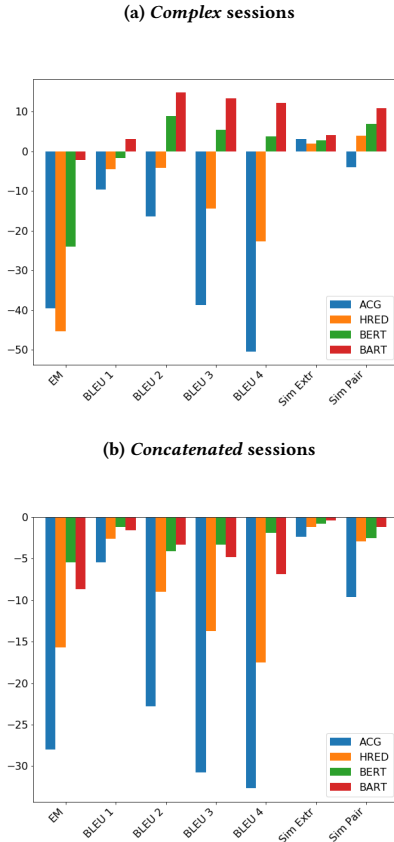 (a) Complex sessions
10
0
−10
−20
−30
−40
−50
ACG
HRED
BERT
BART
EM
BLEU 1
BLEU 2
BLEU 3
BLEU 4
Sim Extr
Sim Pair
(b) Concatenated sessions
0
−5
−10
−15
−20
−25
−30
ACG
HRED
BERT
BART
EM
BLEU 1
BLEU 2
BLEU 3
BLEU 4
Sim Extr
Sim Pair